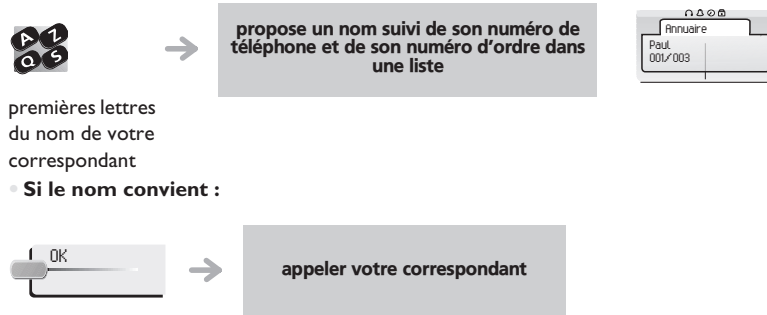 A Z
Q S
propose un nom suivi de son numéro de
téléphone et de son numéro d'ordre dans
une liste
Annuaire
Paul
001/003
premières lettres
du nom de votre
correspondant
• Si le nom convient :
OK
appeler votre correspondant